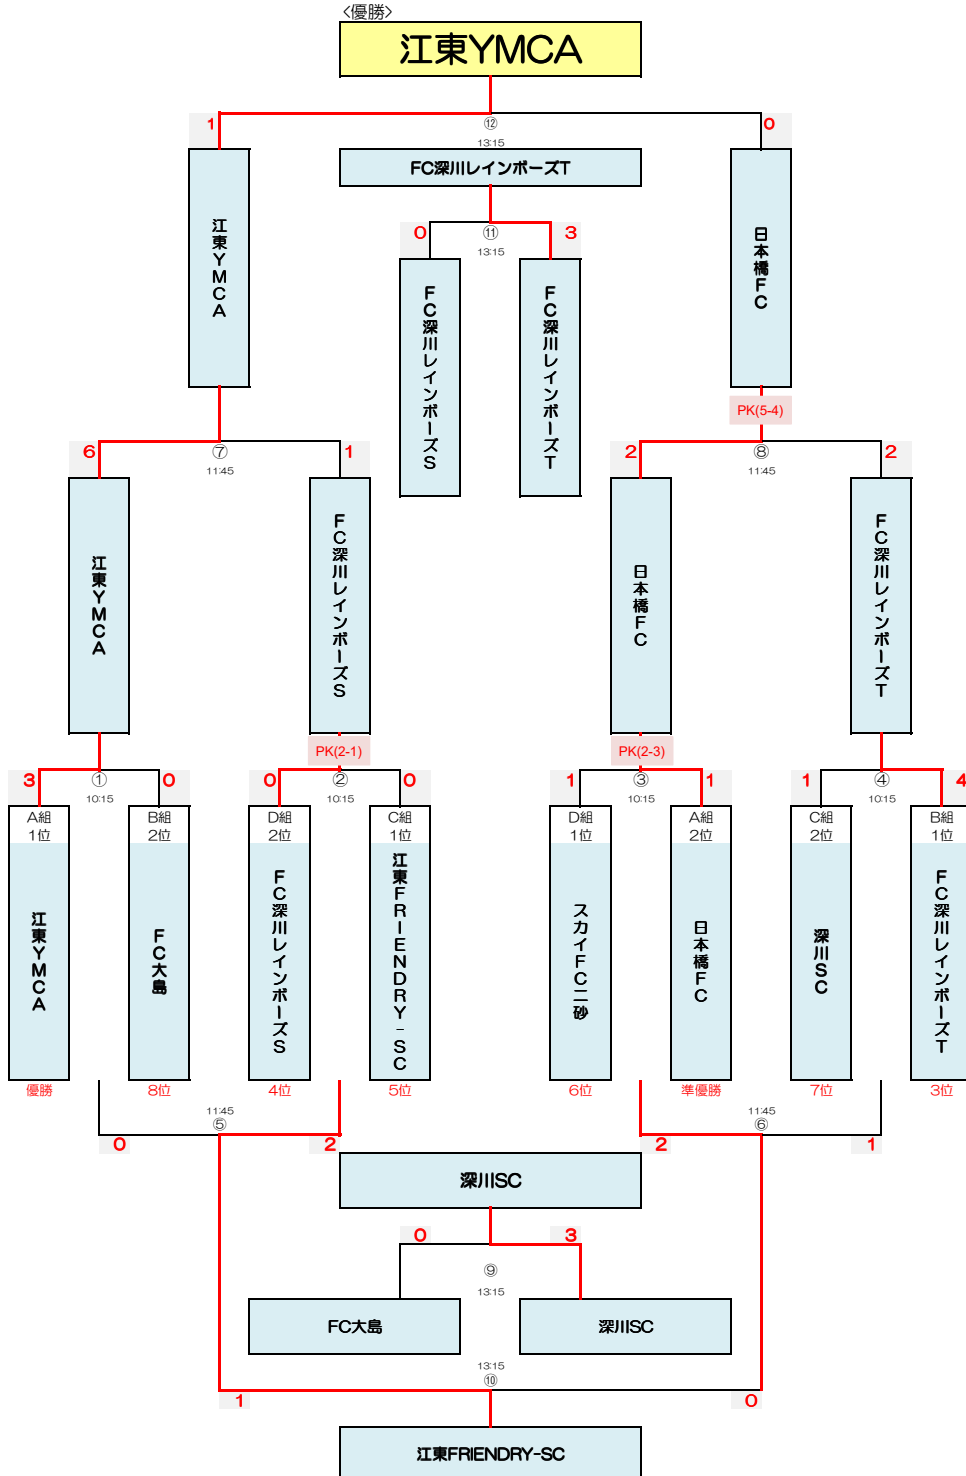 〈優勝〉
江東YMCA
1
⑫
0
13:15
FC深川レインボーズT
江東YMCA
日本橋FC
0
⑪
3
13:15
FC深川レインボーズS
FC深川レインボーズT
PK(5-4)
6
⑦
1
11:45
2
⑧
2
11:45
江東YMCA
FC深川レインボーズS
日本橋FC
FC深川レインボーズT
PK(2-1)
PK(2-3)
3
①
0
10:15
0
②
0
10:15
1
③
1
10:15
1
④
4
10:15
A組
1位
B組
2位
D組
2位
C組
1位
D組
1位
A組
2位
C組
2位
B組
1位
江東YMCA
FC大島
FC深川レインボーズS
江東FRIENDRY-SC
スカイFC二砂
日本橋FC
深川SC
FC深川レインボーズT
優勝
8位
4位
5位
6位
準優勝
7位
3位
11:45
⑤
0
2
11:45
⑥
2
1
深川SC
0
3
⑨
13:15
FC大島
深川SC
13:15
⑩
1
0
江東FRIENDRY-SC